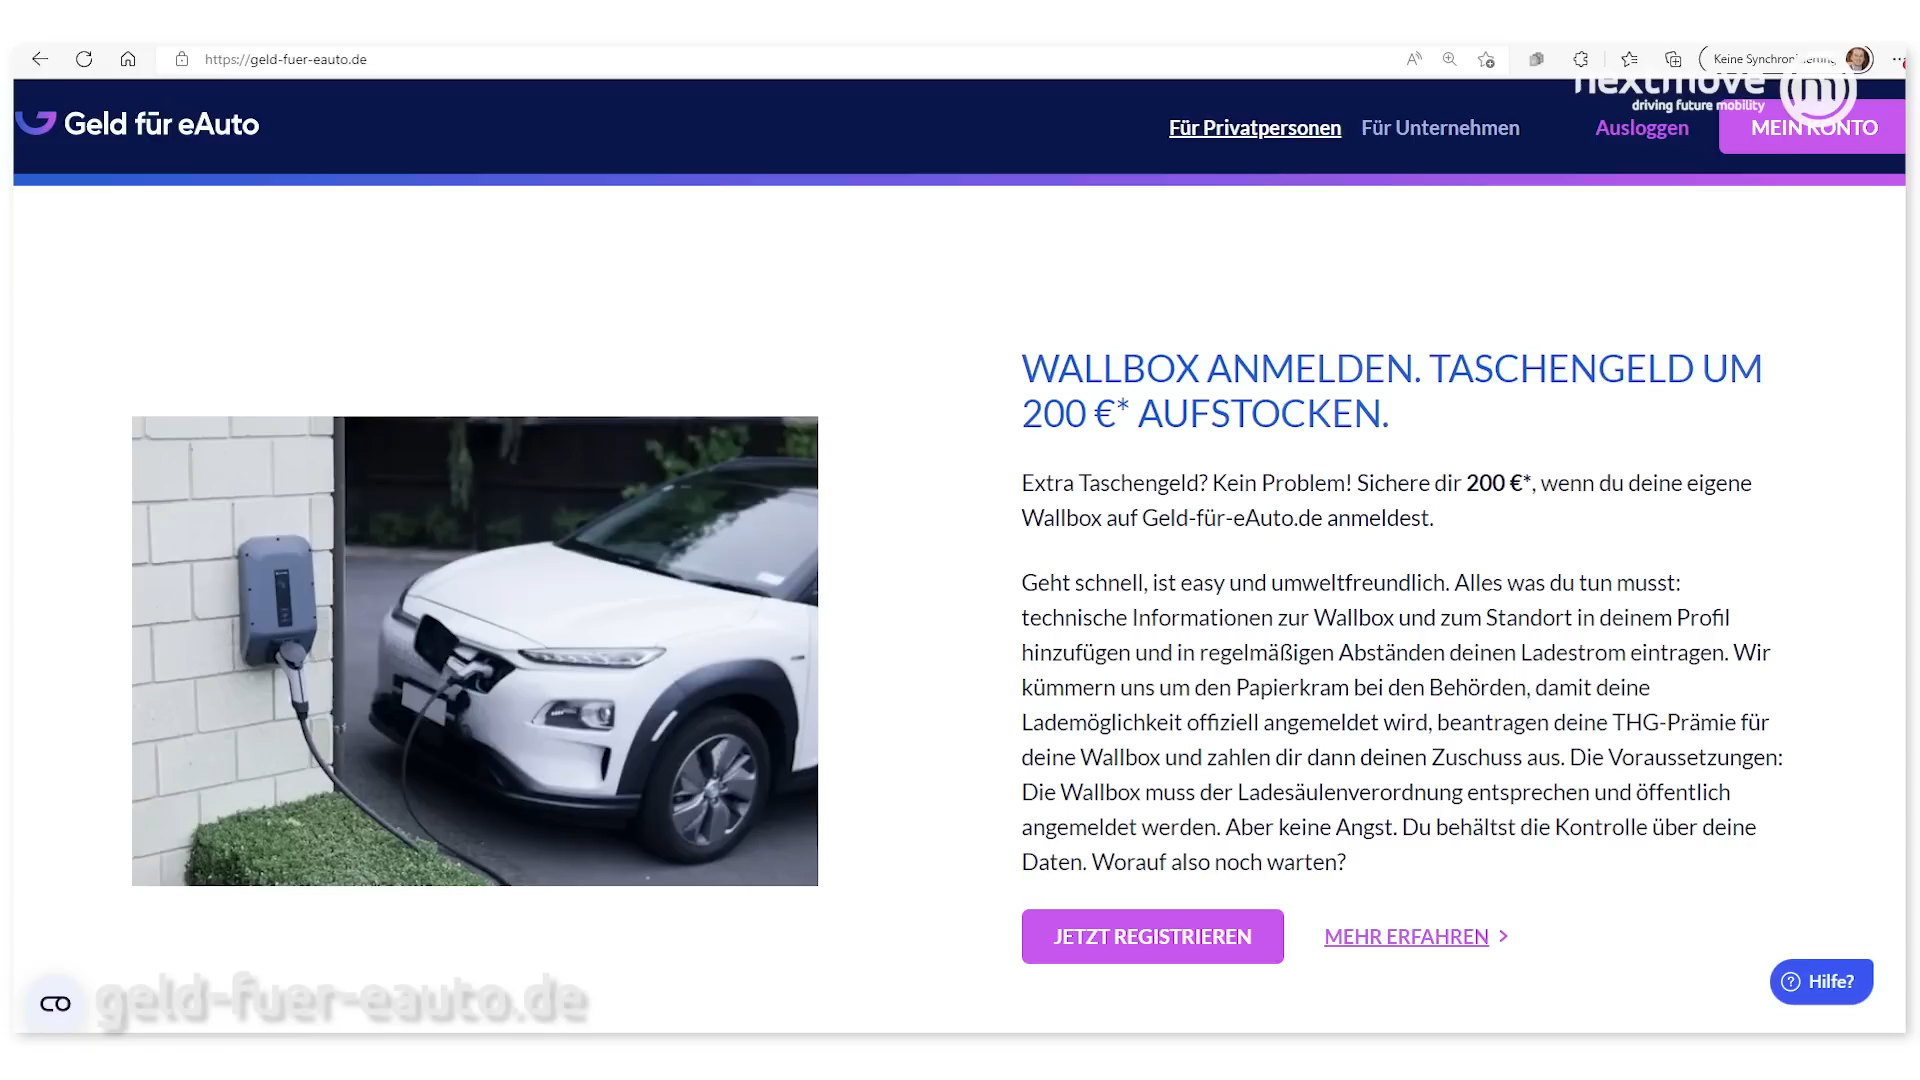 https://geld-fuer-eauto.de
Keine Synchronisierung
nextmove
driving future mobility
Geld für eAuto
Für Privatpersonen
Für Unternehmen
Ausloggen
MEIN KONTO
WALLBOX ANMELDEN. TASCHENGELD UM
200 €* AUFSTOCKEN.
Extra Taschengeld? Kein Problem! Sichere dir 200 €*, wenn du deine eigene
Wallbox auf Geld-für-eAuto.de anmeldest.
Geht schnell, ist easy und umweltfreundlich. Alles was du tun musst:
technische Informationen zur Wallbox und zum Standort in deinem Profil
hinzufügen und in regelmäßigen Abständen deinen Ladestrom eintragen. Wir
kümmern uns um den Papierkram bei den Behörden, damit deine
Lademöglichkeit offiziell angemeldet wird, beantragen deine THG-Prämie für
deine Wallbox und zahlen dir dann deinen Zuschuss aus. Die Voraussetzungen:
Die Wallbox muss der Ladesäulenverordnung entsprechen und öffentlich
angemeldet werden. Aber keine Angst. Du behältst die Kontrolle über deine
Daten. Worauf also noch warten?
JETZT REGISTRIEREN
MEHR ERFAHREN
Hilfe?
geld-fuer-eauto.de